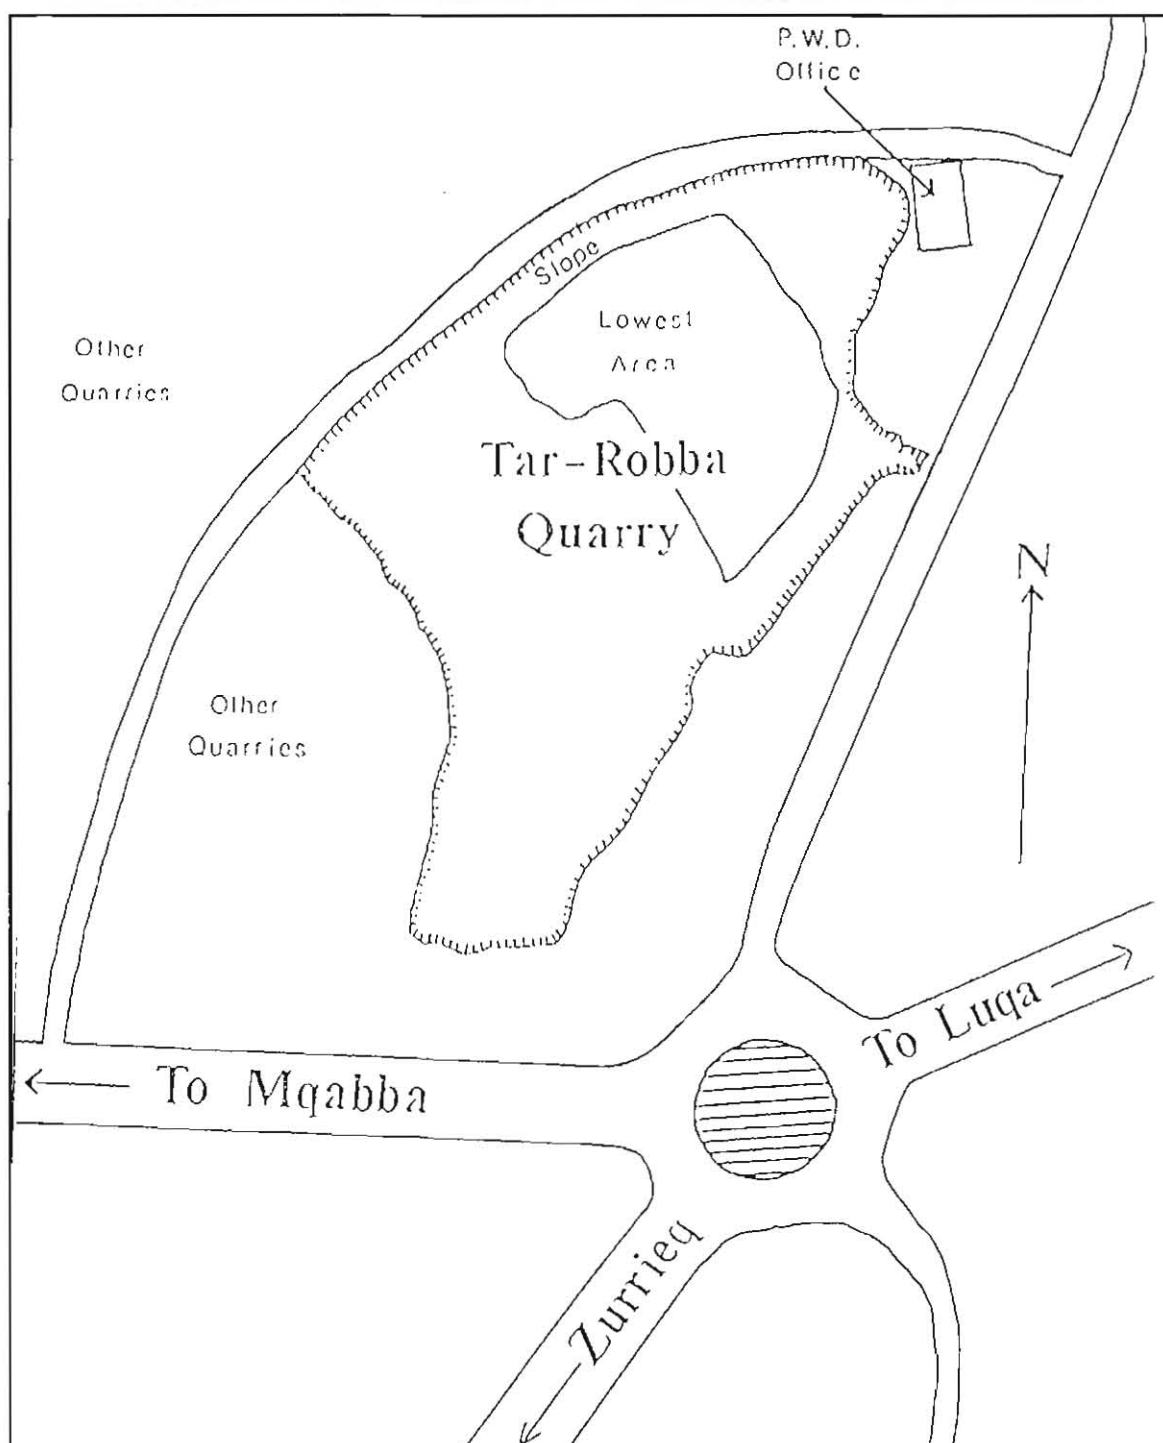 P.W.D.
Office
Slope
Lowest
Area
Other
Quarries
Tar-Robba
Quarry
N
Other
Quarries
To Luqa
To Mqabba
Zurrieq